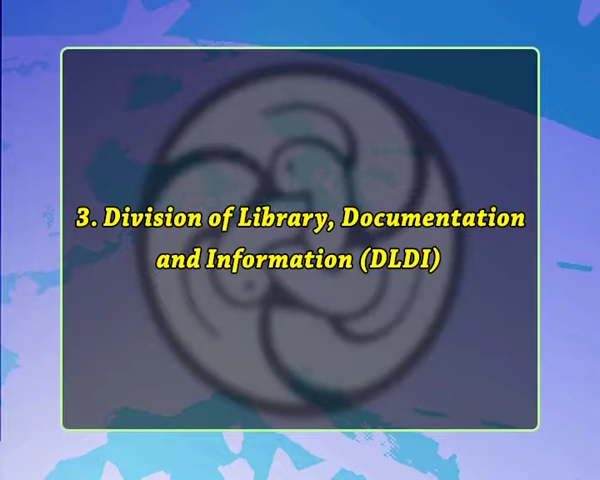 3. Division of Library, Documentation
and Information (DLDI)